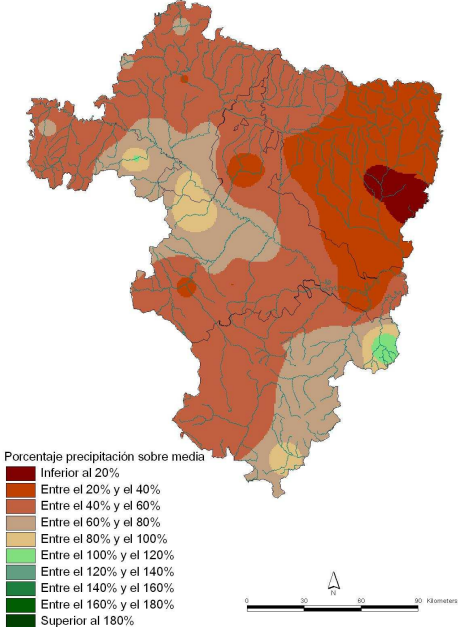 Porcentaje precipitación sobre media
Inferior al 20%
Entre el 20% y el 40%
Entre el 40% y el 60%
Entre el 60% y el 80%
Entre el 80% y el 100%
Entre el 100% y el 120%
Entre el 120% y el 140%
Entre el 140% y el 160%
Entre el 160% y el 180%
Superior al 180%
N
0 30 60 90 Kilometers